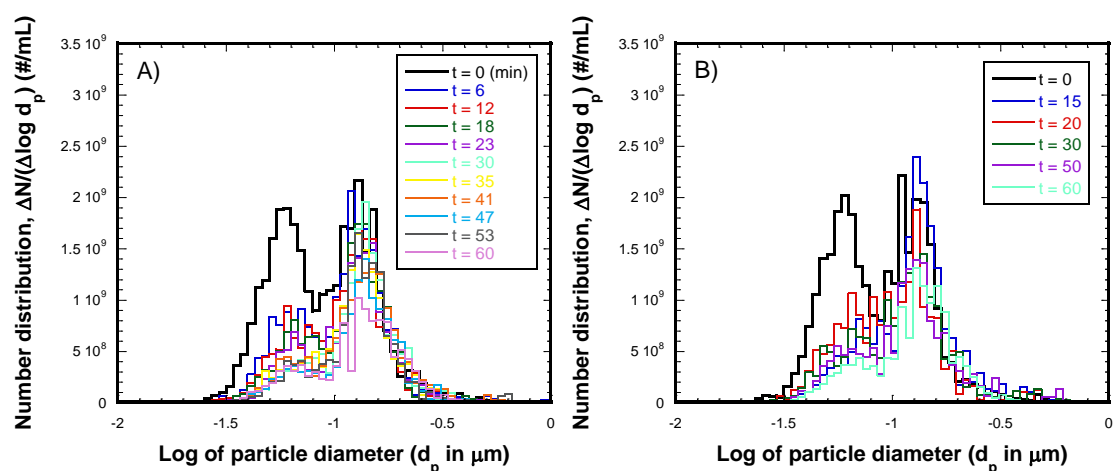 A)
Number distribution, ΔN/(Δlog d_p) (#/mL)
3.5 10⁹
3 10⁹
2.5 10⁹
2 10⁹
1.5 10⁹
1 10⁹
5 10⁸
0
-2
-1.5
-1
-0.5
0
Log of particle diameter (d_p in μm)
t = 0 (min)
t = 6
t = 12
t = 18
t = 23
t = 30
t = 35
t = 41
t = 47
t = 53
t = 60
B)
Number distribution, ΔN/(Δlog d_p) (#/mL)
3.5 10⁹
3 10⁹
2.5 10⁹
2 10⁹
1.5 10⁹
1 10⁹
5 10⁸
0
-2
-1.5
-1
-0.5
0
Log of particle diameter (d_p in μm)
t = 0
t = 15
t = 20
t = 30
t = 50
t = 60